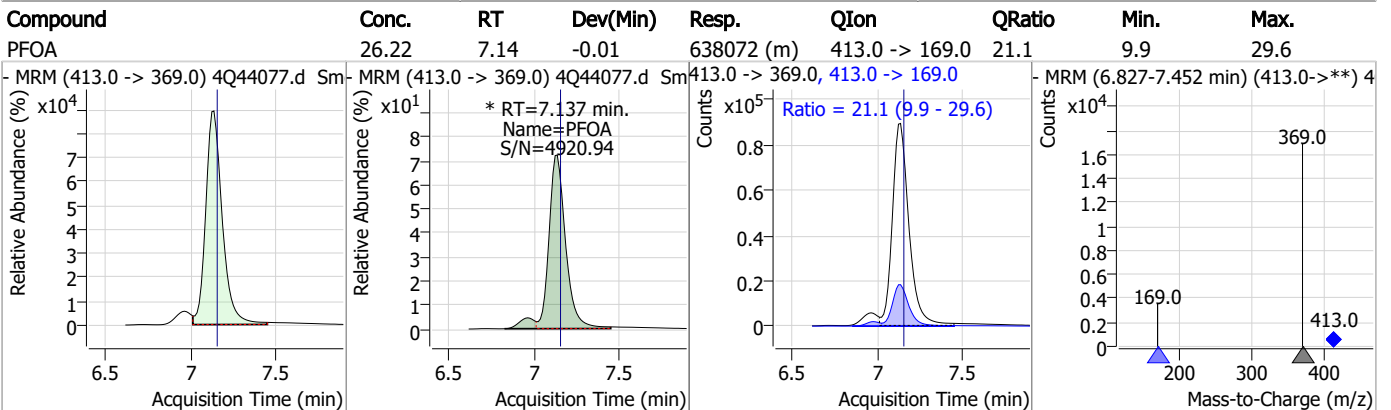 Compound Conc. RT Dev(Min) Resp. QIon QRatio Min. Max.
PFOA 26.22 7.14 -0.01 638072 (m) 413.0 -> 169.0 21.1 9.9 29.6
- MRM (413.0 -> 369.0) 4Q44077.d Sm
Relative Abundance (%)
x10⁴
7
6
5
4
3
2
1
0
6.5 7 7.5
Acquisition Time (min)
- MRM (413.0 -> 369.0) 4Q44077.d Sm
Relative Abundance (%)
x10¹
* RT=7.137 min.
Name=PFOA
S/N=4920.94
8
7
6
5
4
3
2
1
0
6.5 7 7.5
Acquisition Time (min)
413.0 -> 369.0, 413.0 -> 169.0
Counts
x10⁵
Ratio = 21.1 (9.9 - 29.6)
0.8
0.6
0.4
0.2
0
6.5 7 7.5
Acquisition Time (min)
- MRM (6.827-7.452 min) (413.0->**) 4
Counts
x10⁴
369.0
1.6
1.4
1.2
1
0.8
0.6
0.4
169.0
0.2
413.0
0
200 300 400
Mass-to-Charge (m/z)